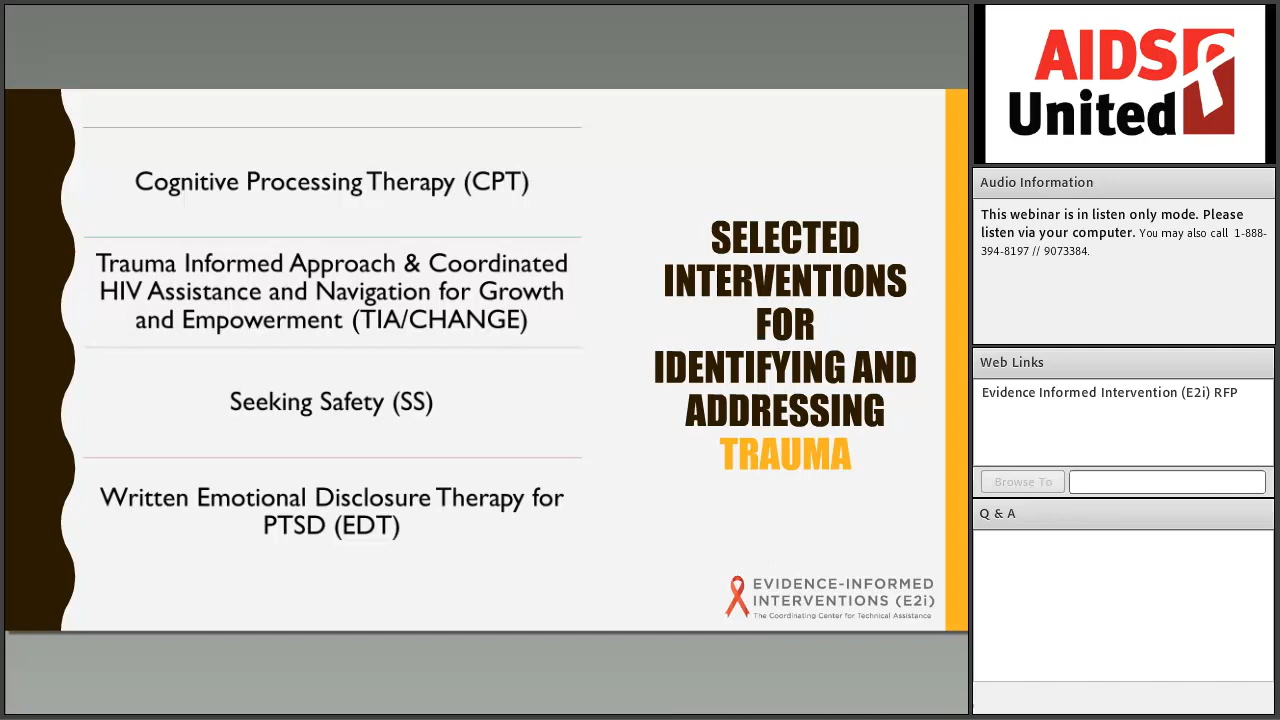 Cognitive Processing Therapy (CPT)
Trauma Informed Approach & Coordinated
HIV Assistance and Navigation for Growth
and Empowerment (TIA/CHANGE)
Seeking Safety (SS)
Written Emotional Disclosure Therapy for
PTSD (EDT)
SELECTED
INTERVENTIONS
FOR
IDENTIFYING AND
ADDRESSING
TRAUMA
EVIDENCE-INFORMED
INTERVENTIONS (E2i)
The Coordinating Center for Technical Assistance
AIDS
United
Audio Information
This webinar is in listen only mode. Please
listen via your computer. You may also call 1-888-
394-8197 // 9073384.
Web Links
Evidence Informed Intervention (E2i) RFP
Browse To
Q & A